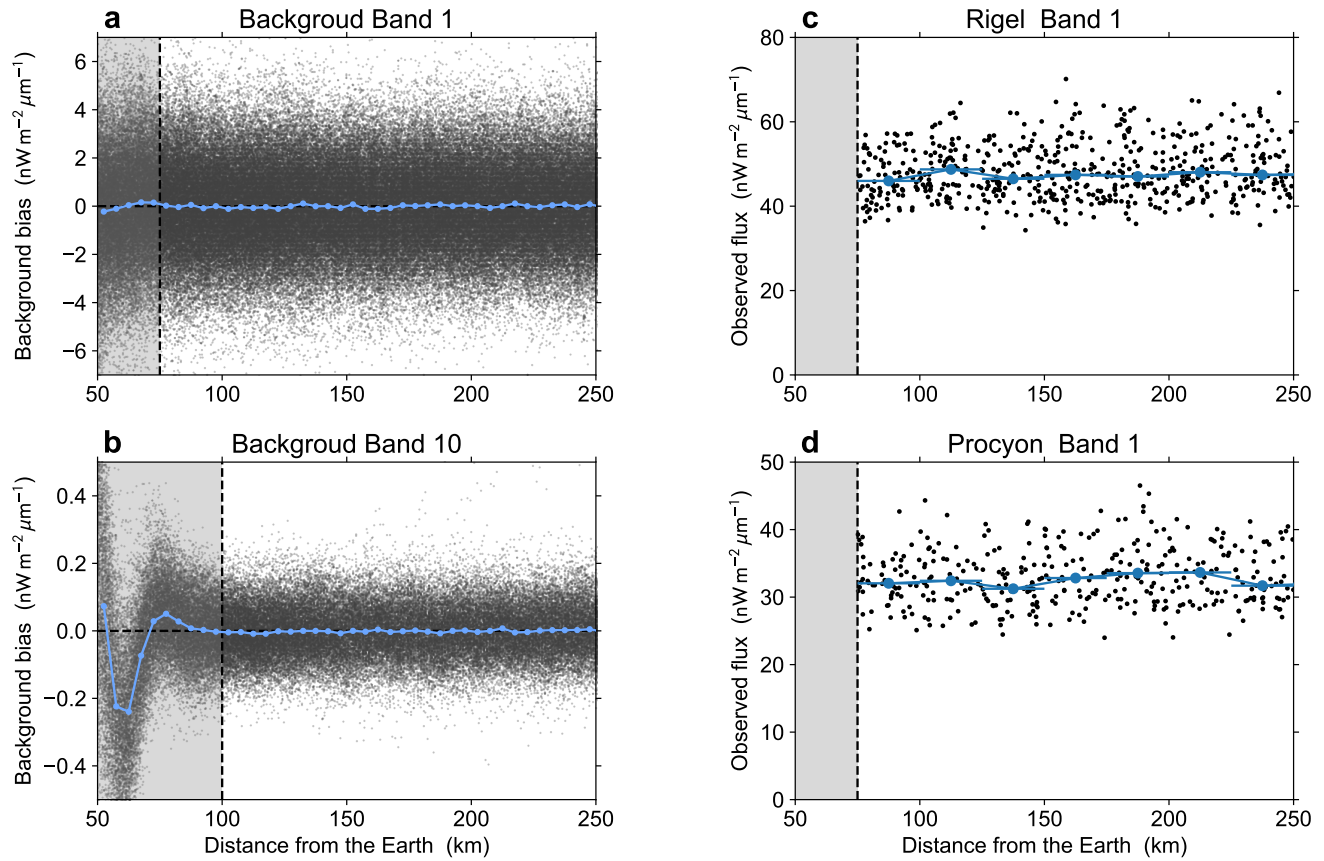 a Backgroud Band 1
Background bias (nW m⁻² μm⁻¹)
6
4
2
0
−2
−4
−6
50 100 150 200 250
c Rigel Band 1
Observed flux (nW m⁻² μm⁻¹)
80
60
40
20
0
50 100 150 200 250
b Backgroud Band 10
Background bias (nW m⁻² μm⁻¹)
0.4
0.2
0.0
−0.2
−0.4
50 100 150 200 250
Distance from the Earth (km)
d Procyon Band 1
Observed flux (nW m⁻² μm⁻¹)
50
40
30
20
10
0
50 100 150 200 250
Distance from the Earth (km)